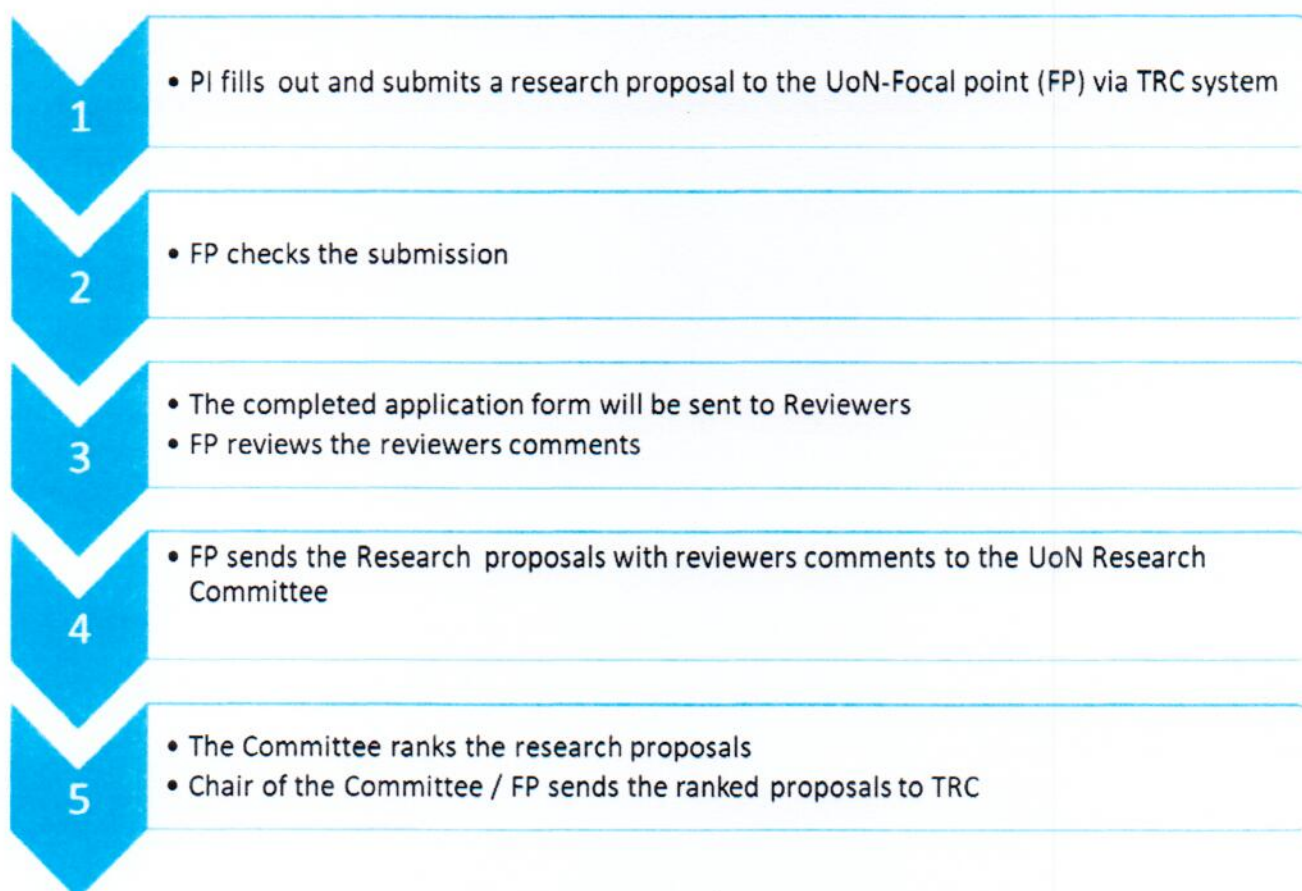 1
• PI fills out and submits a research proposal to the UoN-Focal point (FP) via TRC system
2
• FP checks the submission
3
• The completed application form will be sent to Reviewers
• FP reviews the reviewers comments
4
• FP sends the Research proposals with reviewers comments to the UoN Research
Committee
5
• The Committee ranks the research proposals
• Chair of the Committee / FP sends the ranked proposals to TRC